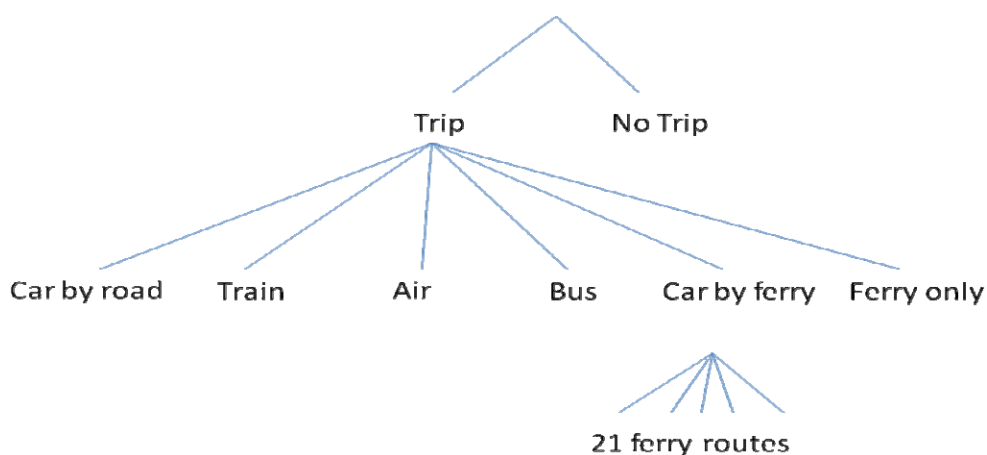 Trip No Trip
Car by road Train Air Bus Car by ferry Ferry only
21 ferry routes